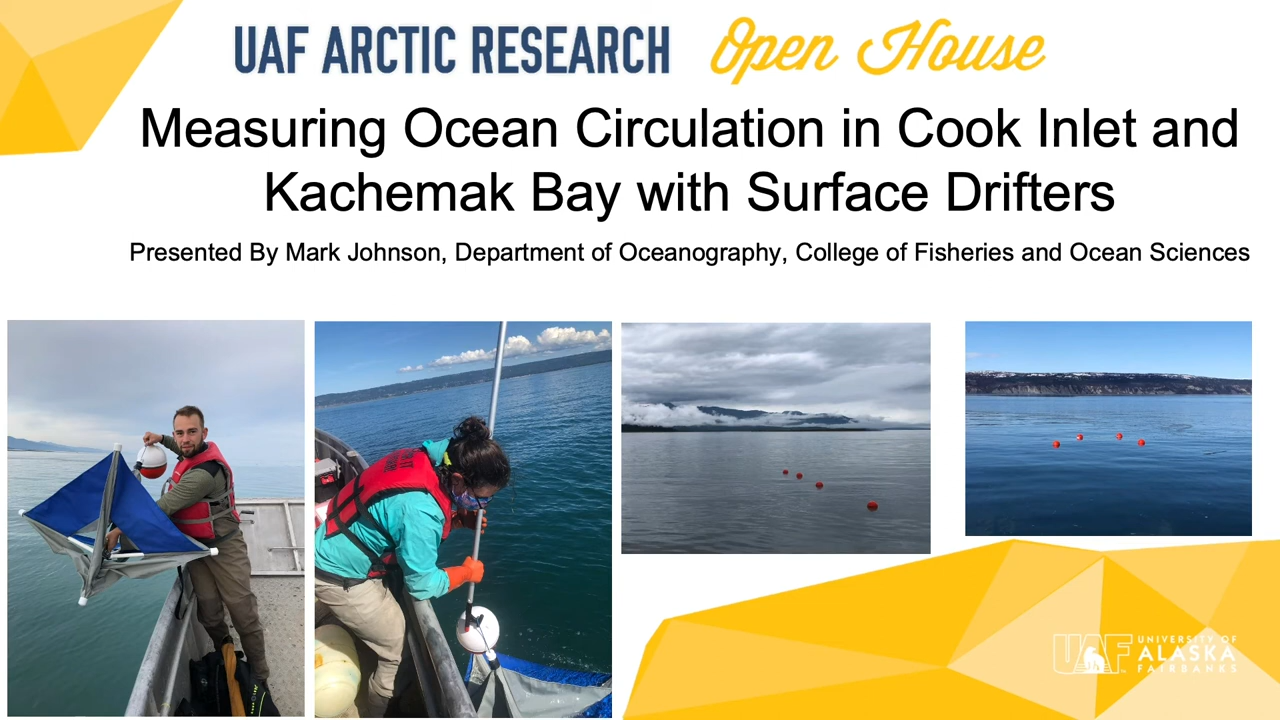 UAF ARCTIC RESEARCH Open House
Measuring Ocean Circulation in Cook Inlet and
Kachemak Bay with Surface Drifters
Presented By Mark Johnson, Department of Oceanography, College of Fisheries and Ocean Sciences
UAF
UNIVERSITY OF
ALASKA
FAIRBANKS